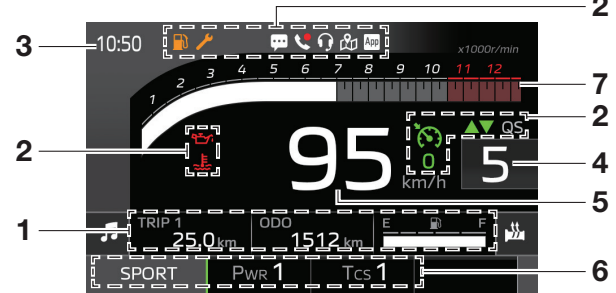 2
3 10:50 App
x1000r/min
1 2 3 4 5 6 7 8 9 10 11 12 7
2 QS 2
95 0 km/h 5 4
5
1 TRIP 1 ODO E F
25.0 km 1512 km
SPORT PWR 1 TCS 1 6